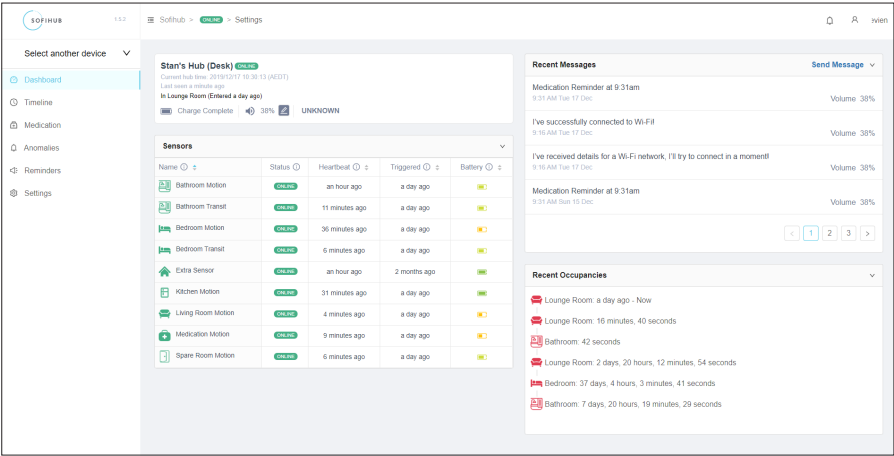 SOFIHUB 1.5.2
Sofihub > ONLINE > Settings
Select another device
Dashboard
Timeline
Medication
Anomalies
Reminders
Settings
Stan's Hub (Desk) ONLINE
Current hub time: 2019/12/17 10:38:13 (AEDT)
Last seen a minute ago
In Lounge Room (Entered a day ago)
Charge Complete 38% UNKNOWN
Sensors
Name Status Heartbeat Triggered Battery
Bathroom Motion ONLINE an hour ago a day ago
Bathroom Transit ONLINE 11 minutes ago a day ago
Bedroom Motion ONLINE 36 minutes ago a day ago
Bedroom Transit ONLINE 6 minutes ago a day ago
Extra Sensor ONLINE an hour ago 2 months ago
Kitchen Motion ONLINE 31 minutes ago a day ago
Living Room Motion ONLINE 4 minutes ago a day ago
Medication Motion ONLINE 9 minutes ago a day ago
Spare Room Motion ONLINE 6 minutes ago a day ago
Recent Messages Send Message
Medication Reminder at 9:31am
9:31 AM Tue 17 Dec Volume 38%
I've successfully connected to Wi-Fi!
9:16 AM Tue 17 Dec Volume 38%
I've received details for a Wi-Fi network, I'll try to connect in a moment!
9:16 AM Tue 17 Dec Volume 38%
Medication Reminder at 9:31am
9:31 AM Sun 15 Dec Volume 38%
< 1 2 3 >
Recent Occupancies
Lounge Room: a day ago - Now
Lounge Room: 16 minutes, 40 seconds
Bathroom: 42 seconds
Lounge Room: 2 days, 20 hours, 12 minutes, 54 seconds
Bedroom: 37 days, 4 hours, 3 minutes, 41 seconds
Bathroom: 7 days, 20 hours, 19 minutes, 29 seconds